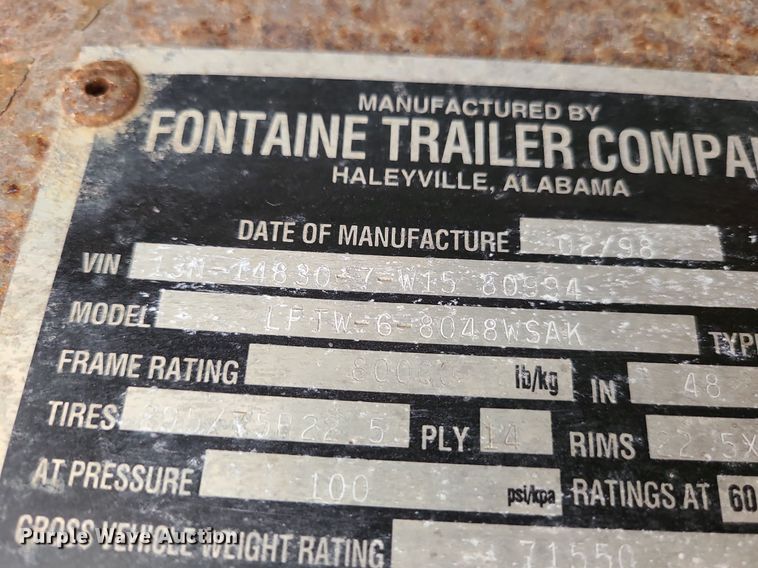 MANUFACTURED BY
FONTAINE TRAILER
HALEYVILLE, ALABAMA
DATE OF MANUFACTURE 02/98
VIN
MODEL LFTW-6-8048WSAK
FRAME RATING lb/kg IN 48
TIRES PLY 14 RIMS
AT PRESSURE 100 psi/kpa RATINGS AT 60
GROSS VEHICLE WEIGHT RATING 71550
Purple Wave Auction